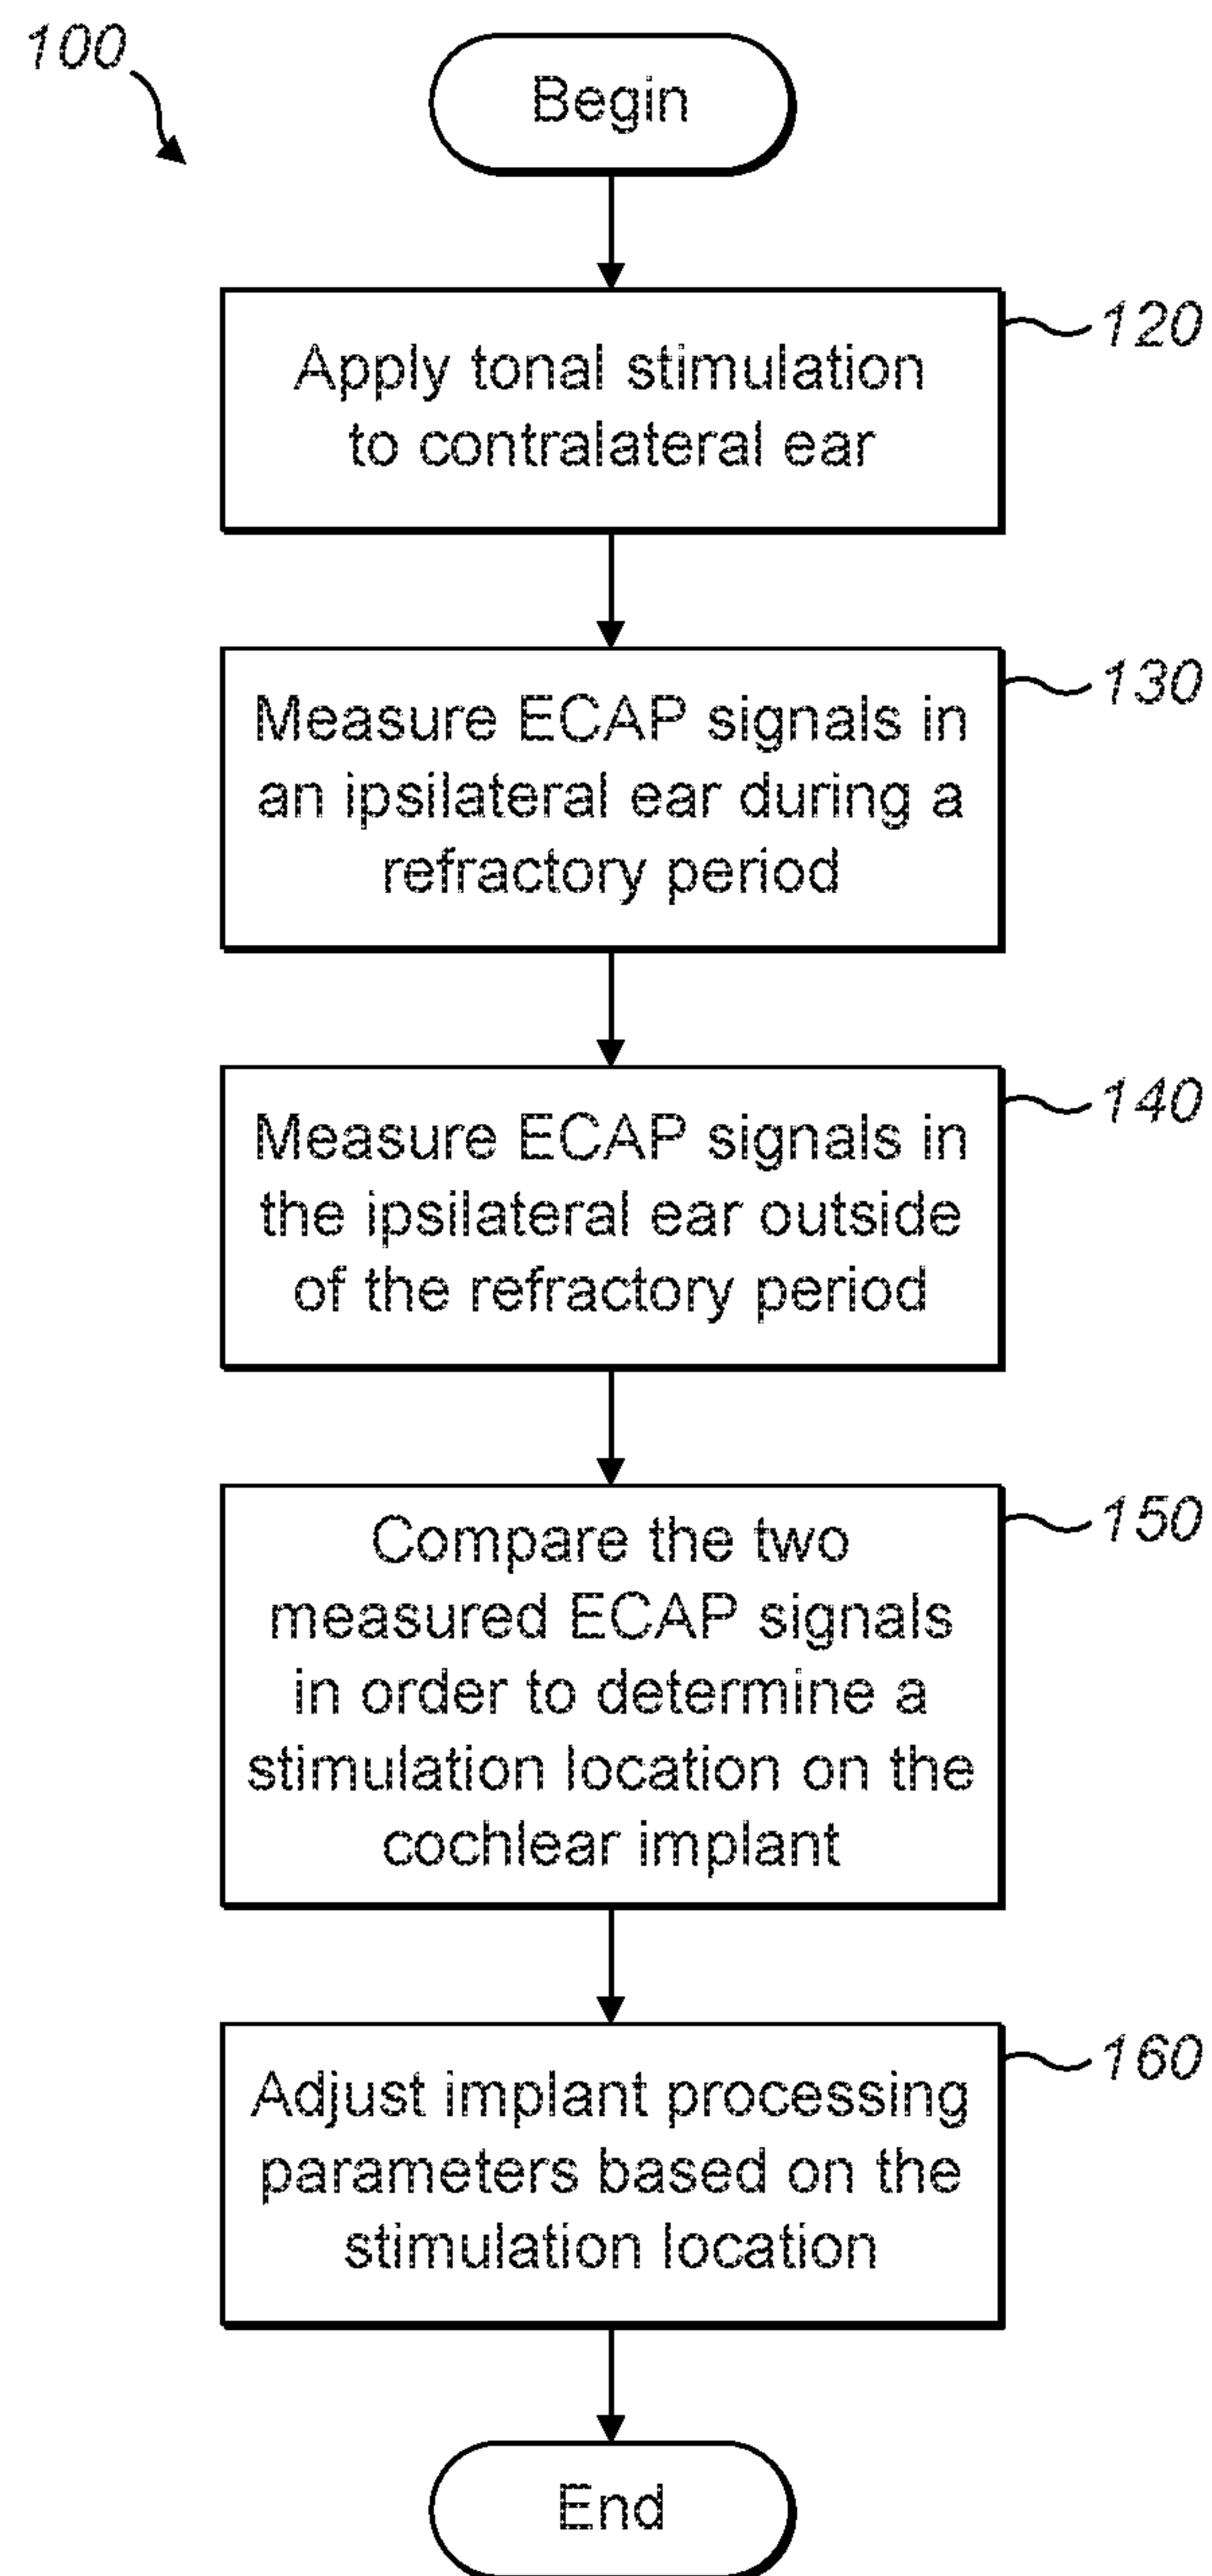 100
Begin
Apply tonal stimulation
to contralateral ear
120
Measure ECAP signals in
an ipsilateral ear during a
refractory period
130
Measure ECAP signals in
the ipsilateral ear outside
of the refractory period
140
Compare the two
measured ECAP signals
in order to determine a
stimulation location on the
cochlear implant
150
Adjust implant processing
parameters based on the
stimulation location
160
End